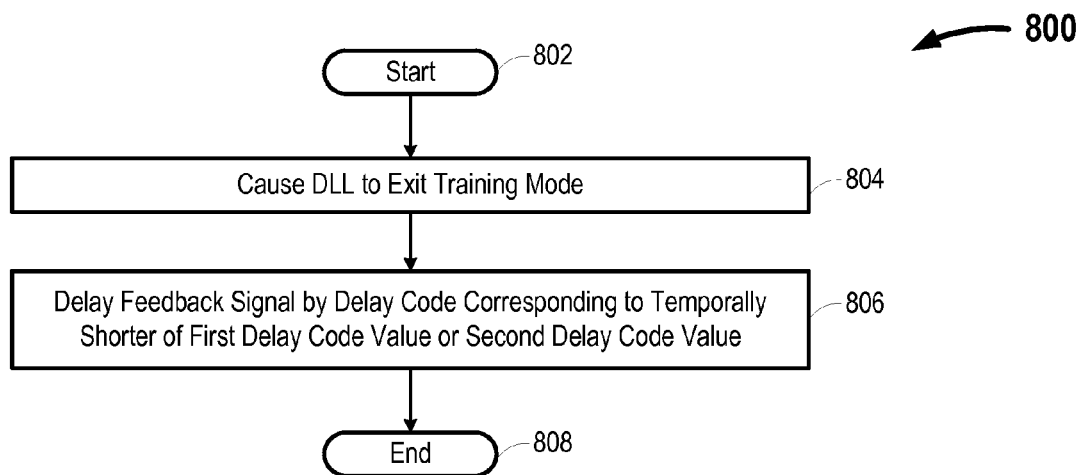 800
Start
802
Cause DLL to Exit Training Mode
804
Delay Feedback Signal by Delay Code Corresponding to Temporally
Shorter of First Delay Code Value or Second Delay Code Value
806
End
808